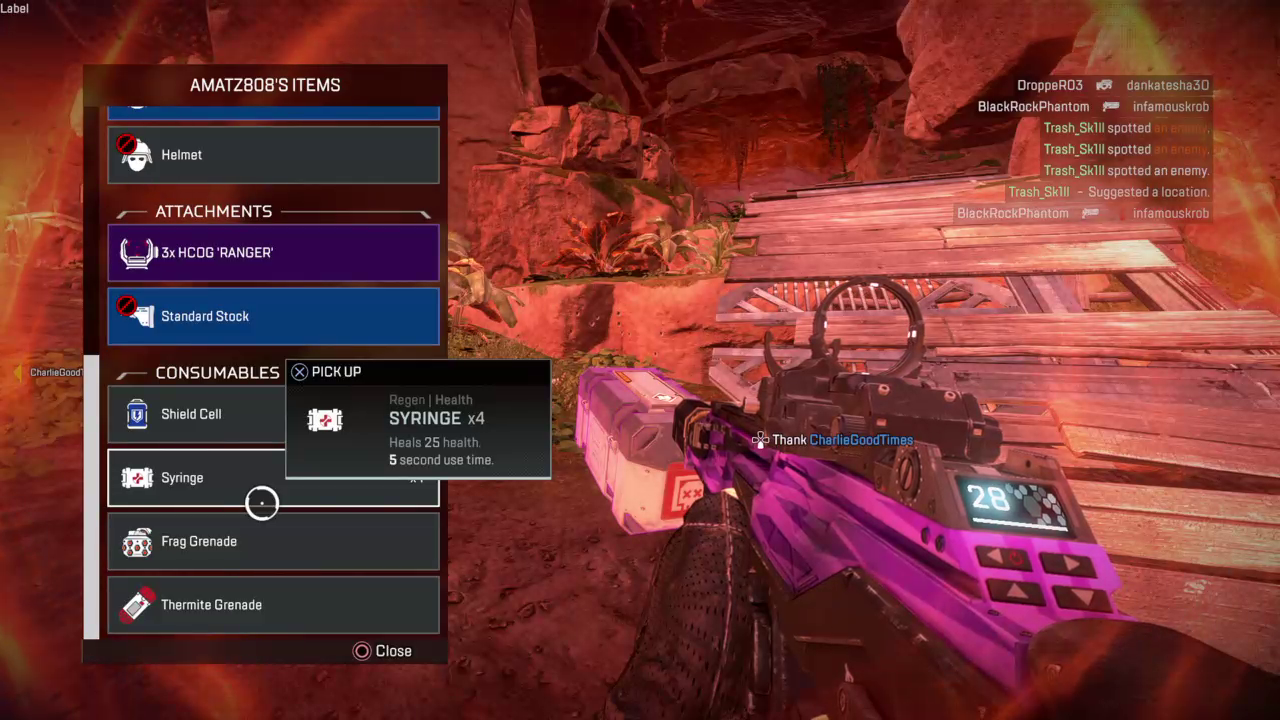 Label
AMATZ808'S ITEMS
Helmet
ATTACHMENTS
3x HCOG 'RANGER'
Standard Stock
CONSUMABLES
Shield Cell
Syringe
Frag Grenade
Thermite Grenade
Close
PICK UP
Regen | Health
SYRINGE x4
Heals 25 health.
5 second use time.
CharlieGoodT
DroppeR03 dankatesha30
BlackRockPhantom infamouskrob
Trash_Sk1ll spotted an enemy.
Trash_Sk1ll spotted an enemy.
Trash_Sk1ll spotted an enemy.
Trash_Sk1ll - Suggested a location.
BlackRockPhantom infamouskrob
Thank CharlieGoodTimes
28